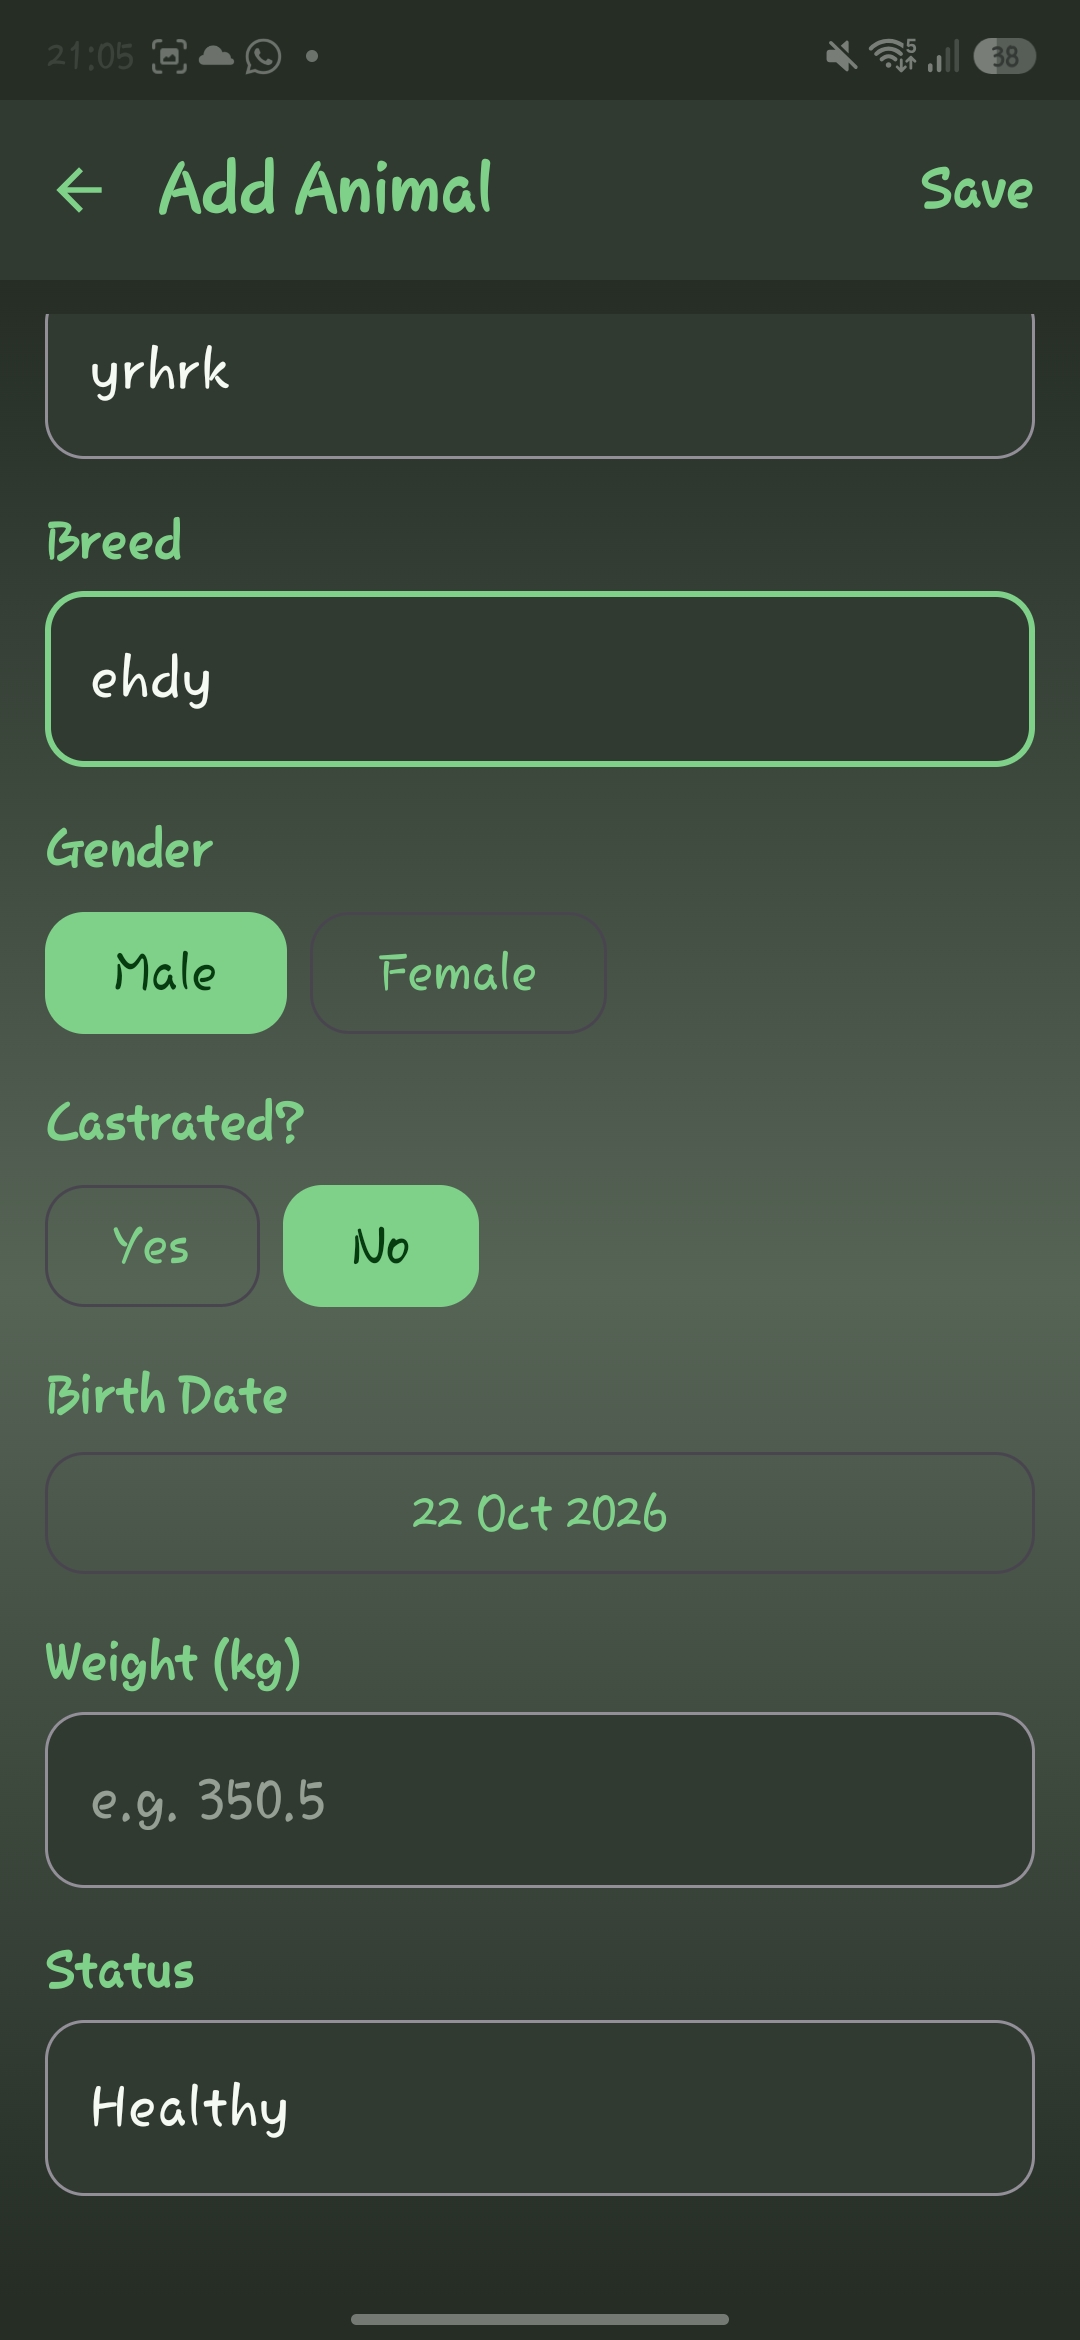 21:05
5
38
Add Animal
Save
yrhrk
Breed
ehdy
Gender
Male
Female
Castrated?
Yes
No
Birth Date
22 Oct 2026
Weight (kg)
e.g. 350.5
Status
Healthy